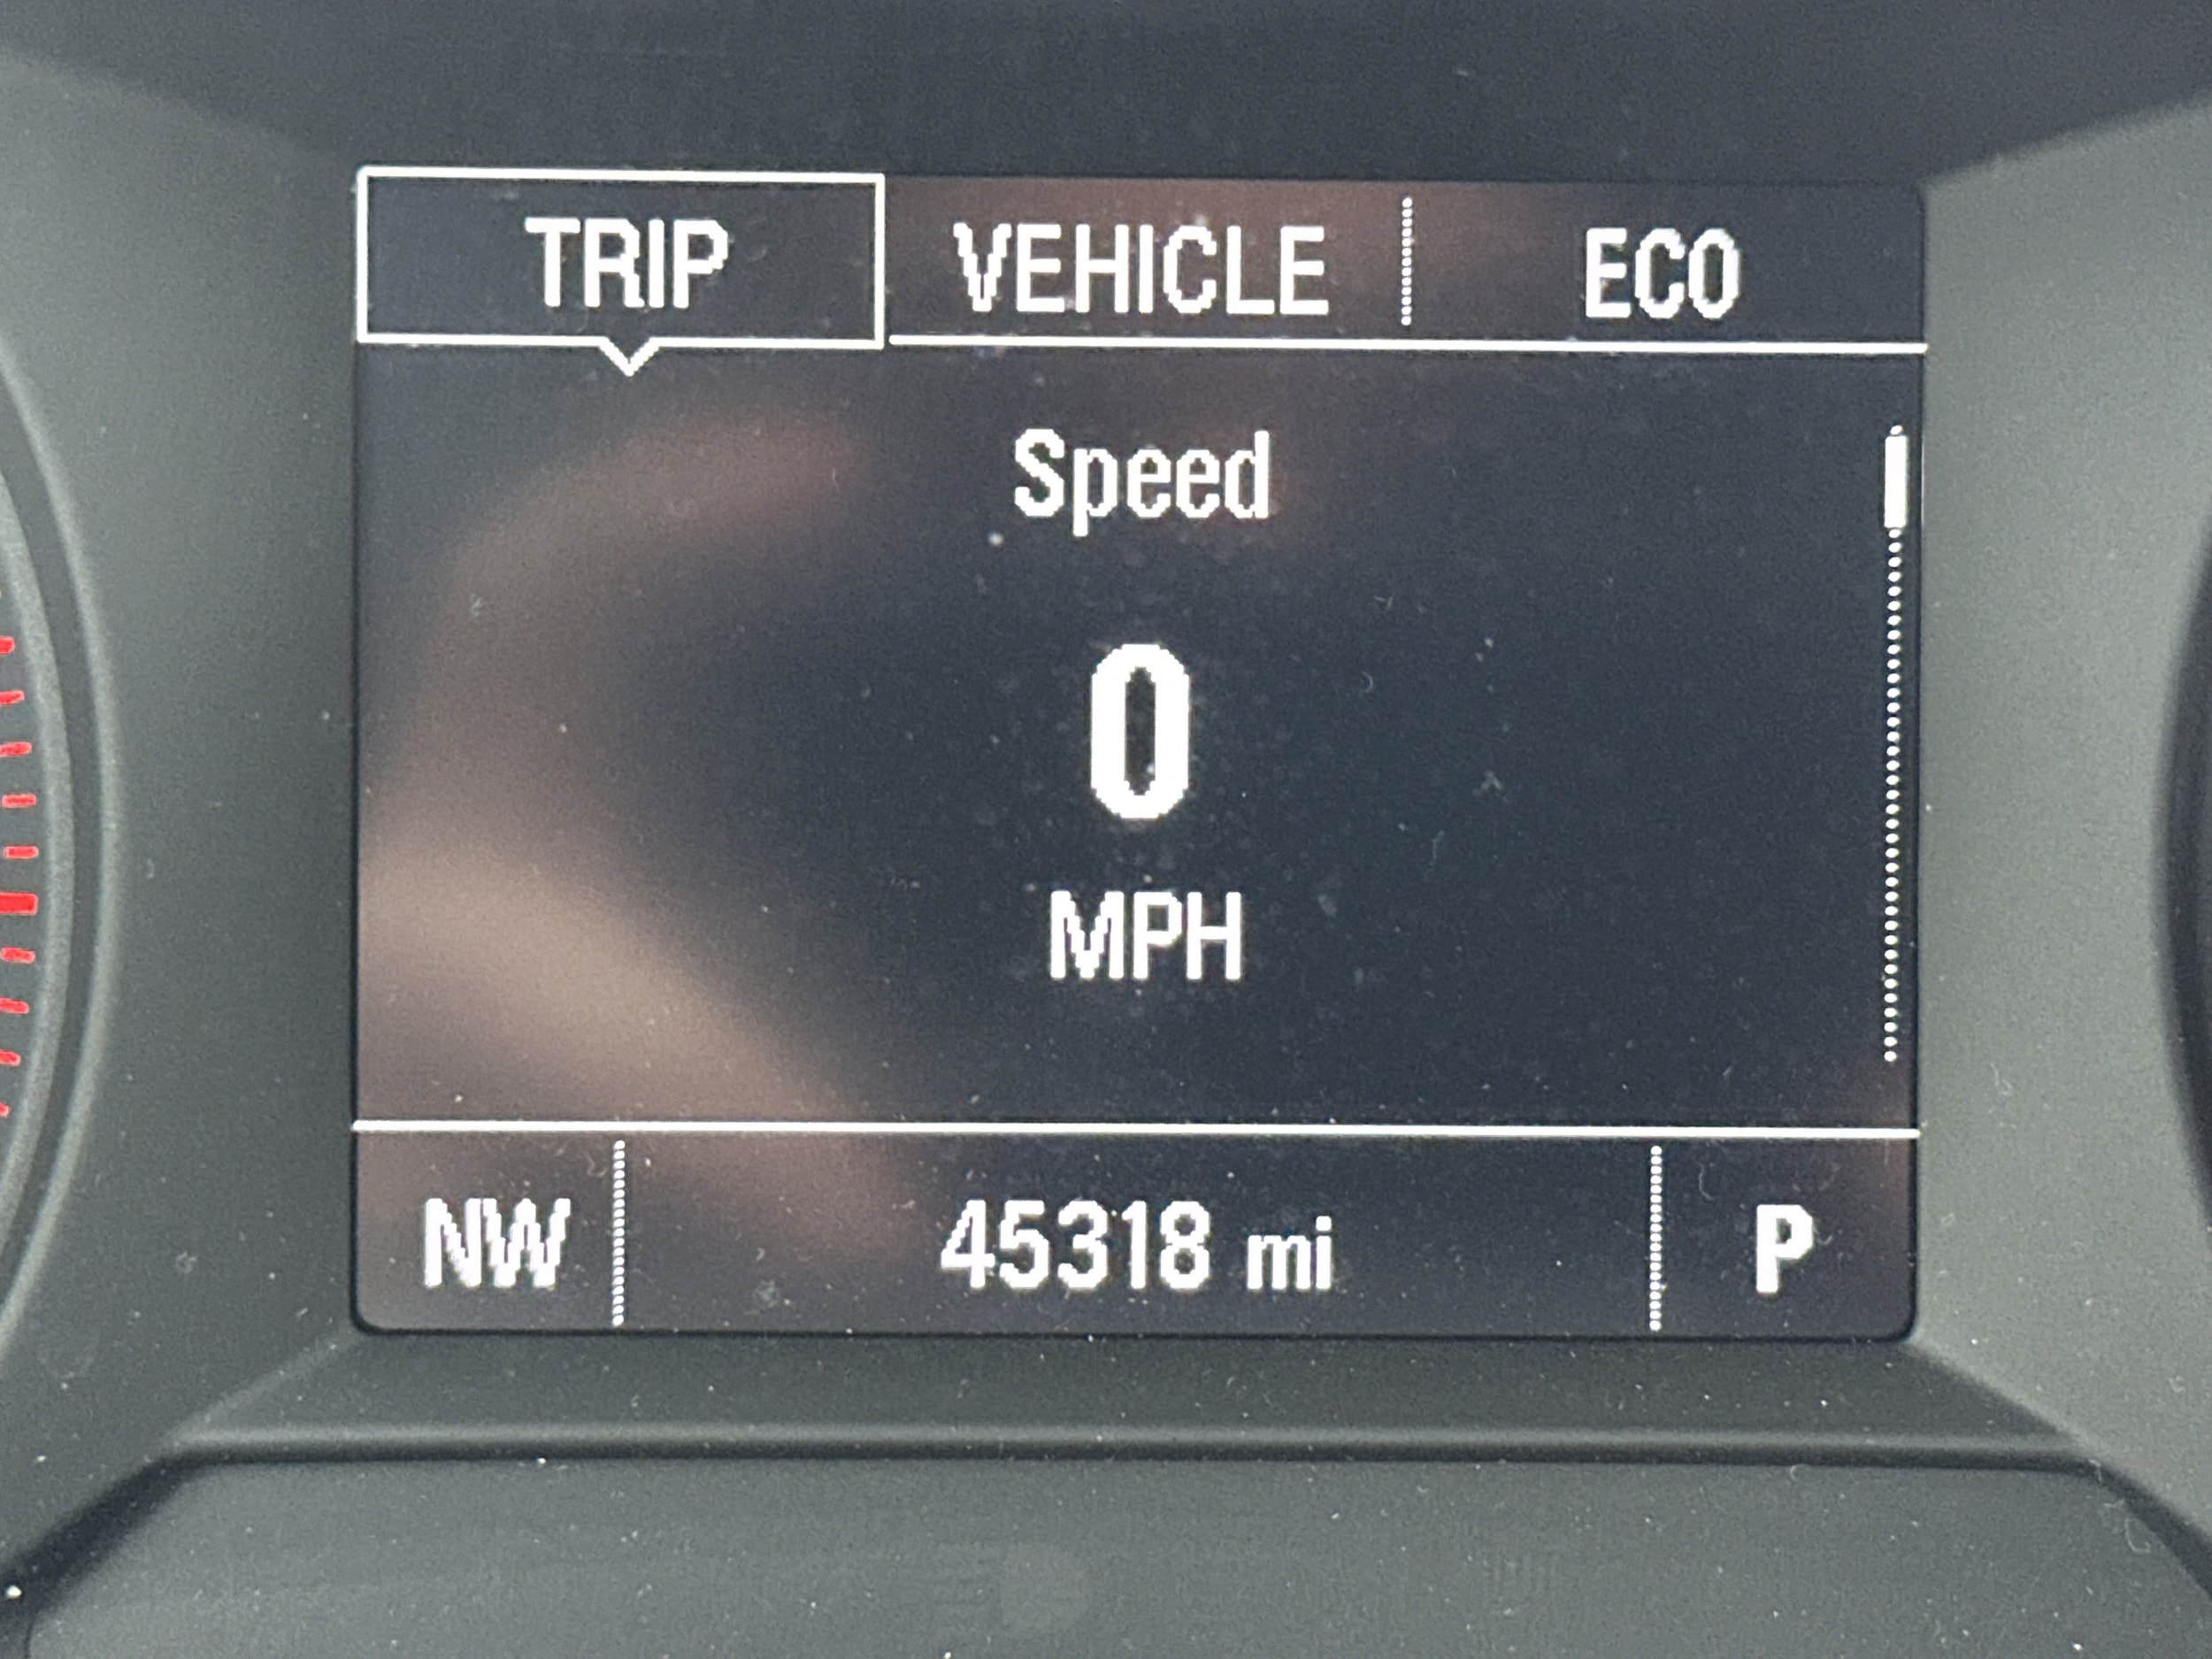 TRIP VEHICLE ECO
Speed
0
MPH
NW 45318 mi P